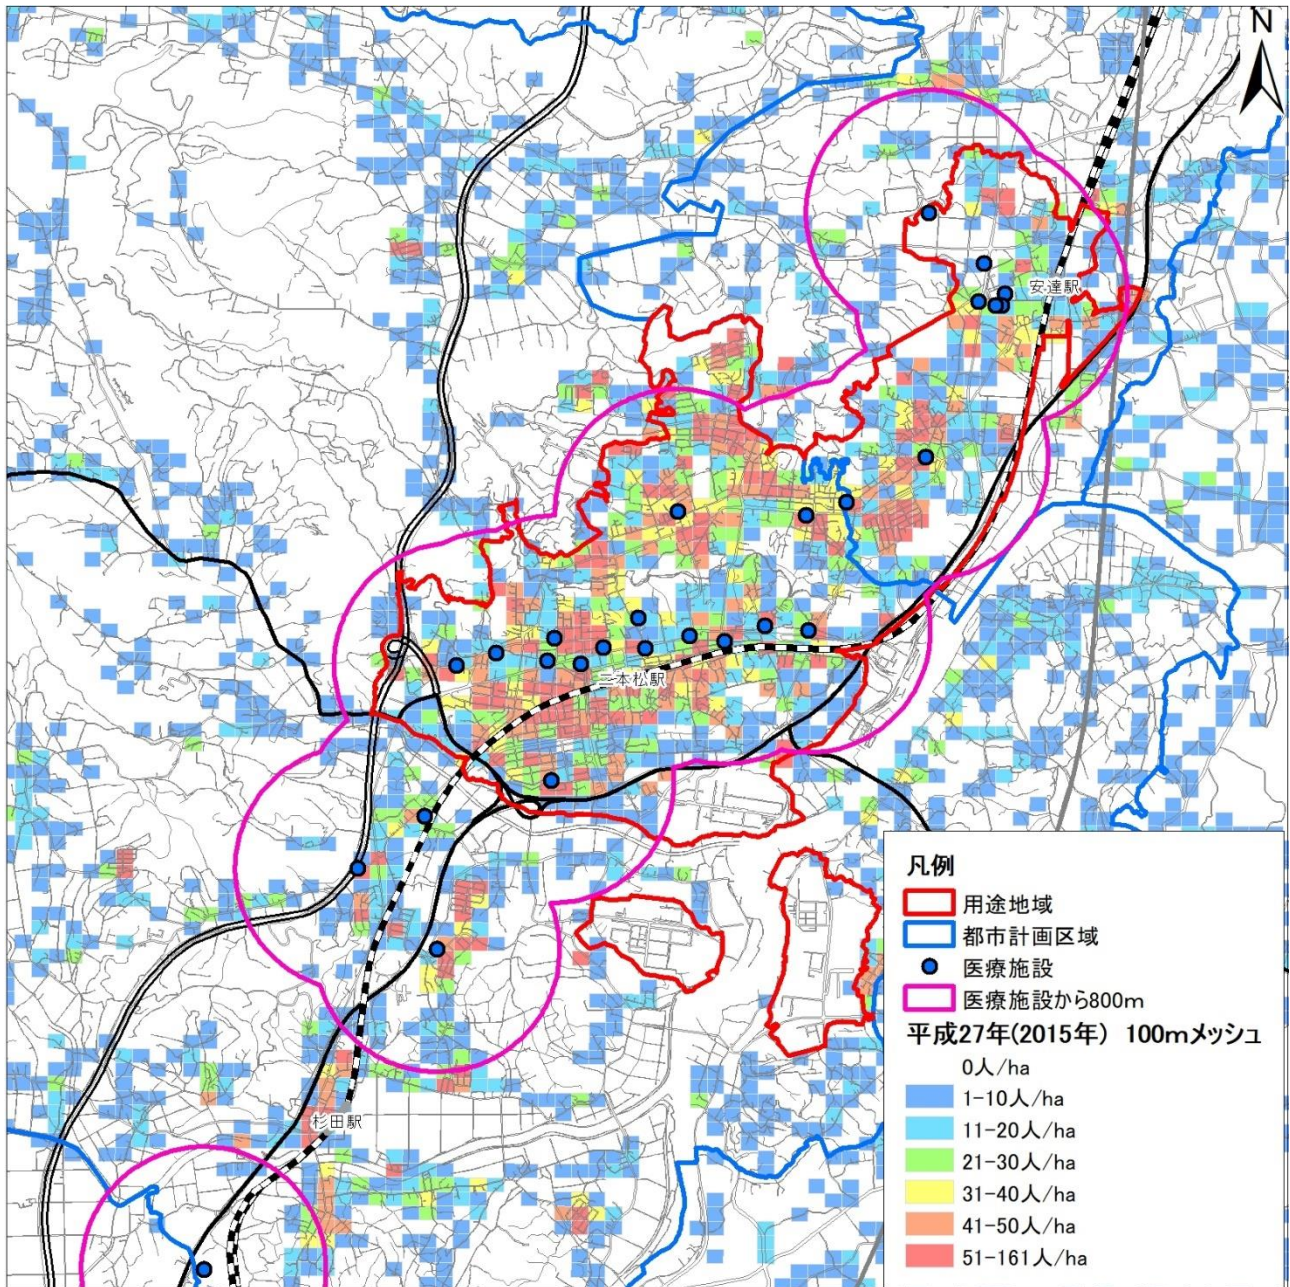 N
安達駅
二本松駅
杉田駅
凡例
用途地域
都市計画区域
医療施設
医療施設から800m
平成27年(2015年) 100mメッシュ
0人/ha
1-10人/ha
11-20人/ha
21-30人/ha
31-40人/ha
41-50人/ha
51-161人/ha